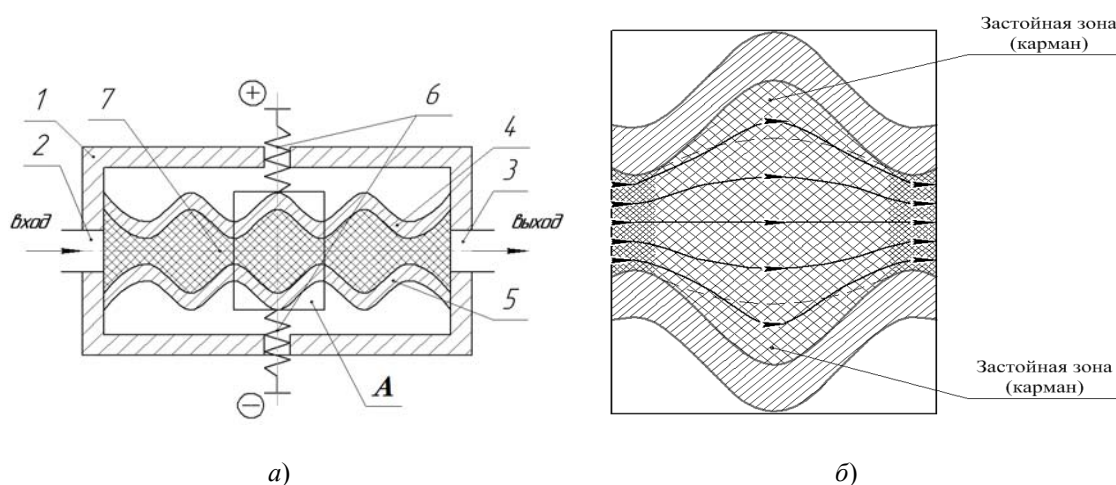 1
2
7
6
4
3
вход
выход
5
A
+
−
а)
Застойная зона
(карман)
Застойная зона
(карман)
б)